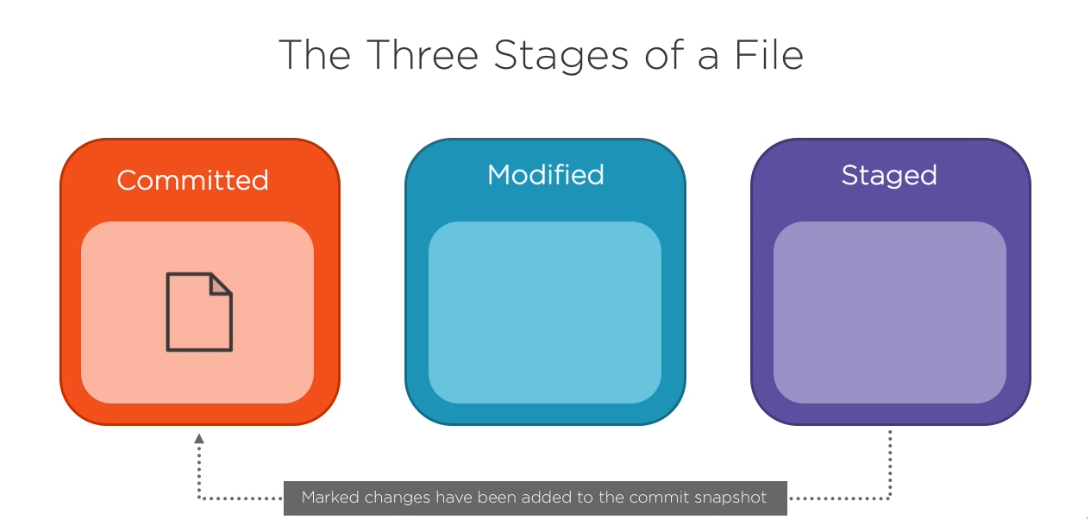 The Three Stages of a File
Committed
Modified
Staged
Marked changes have been added to the commit snapshot